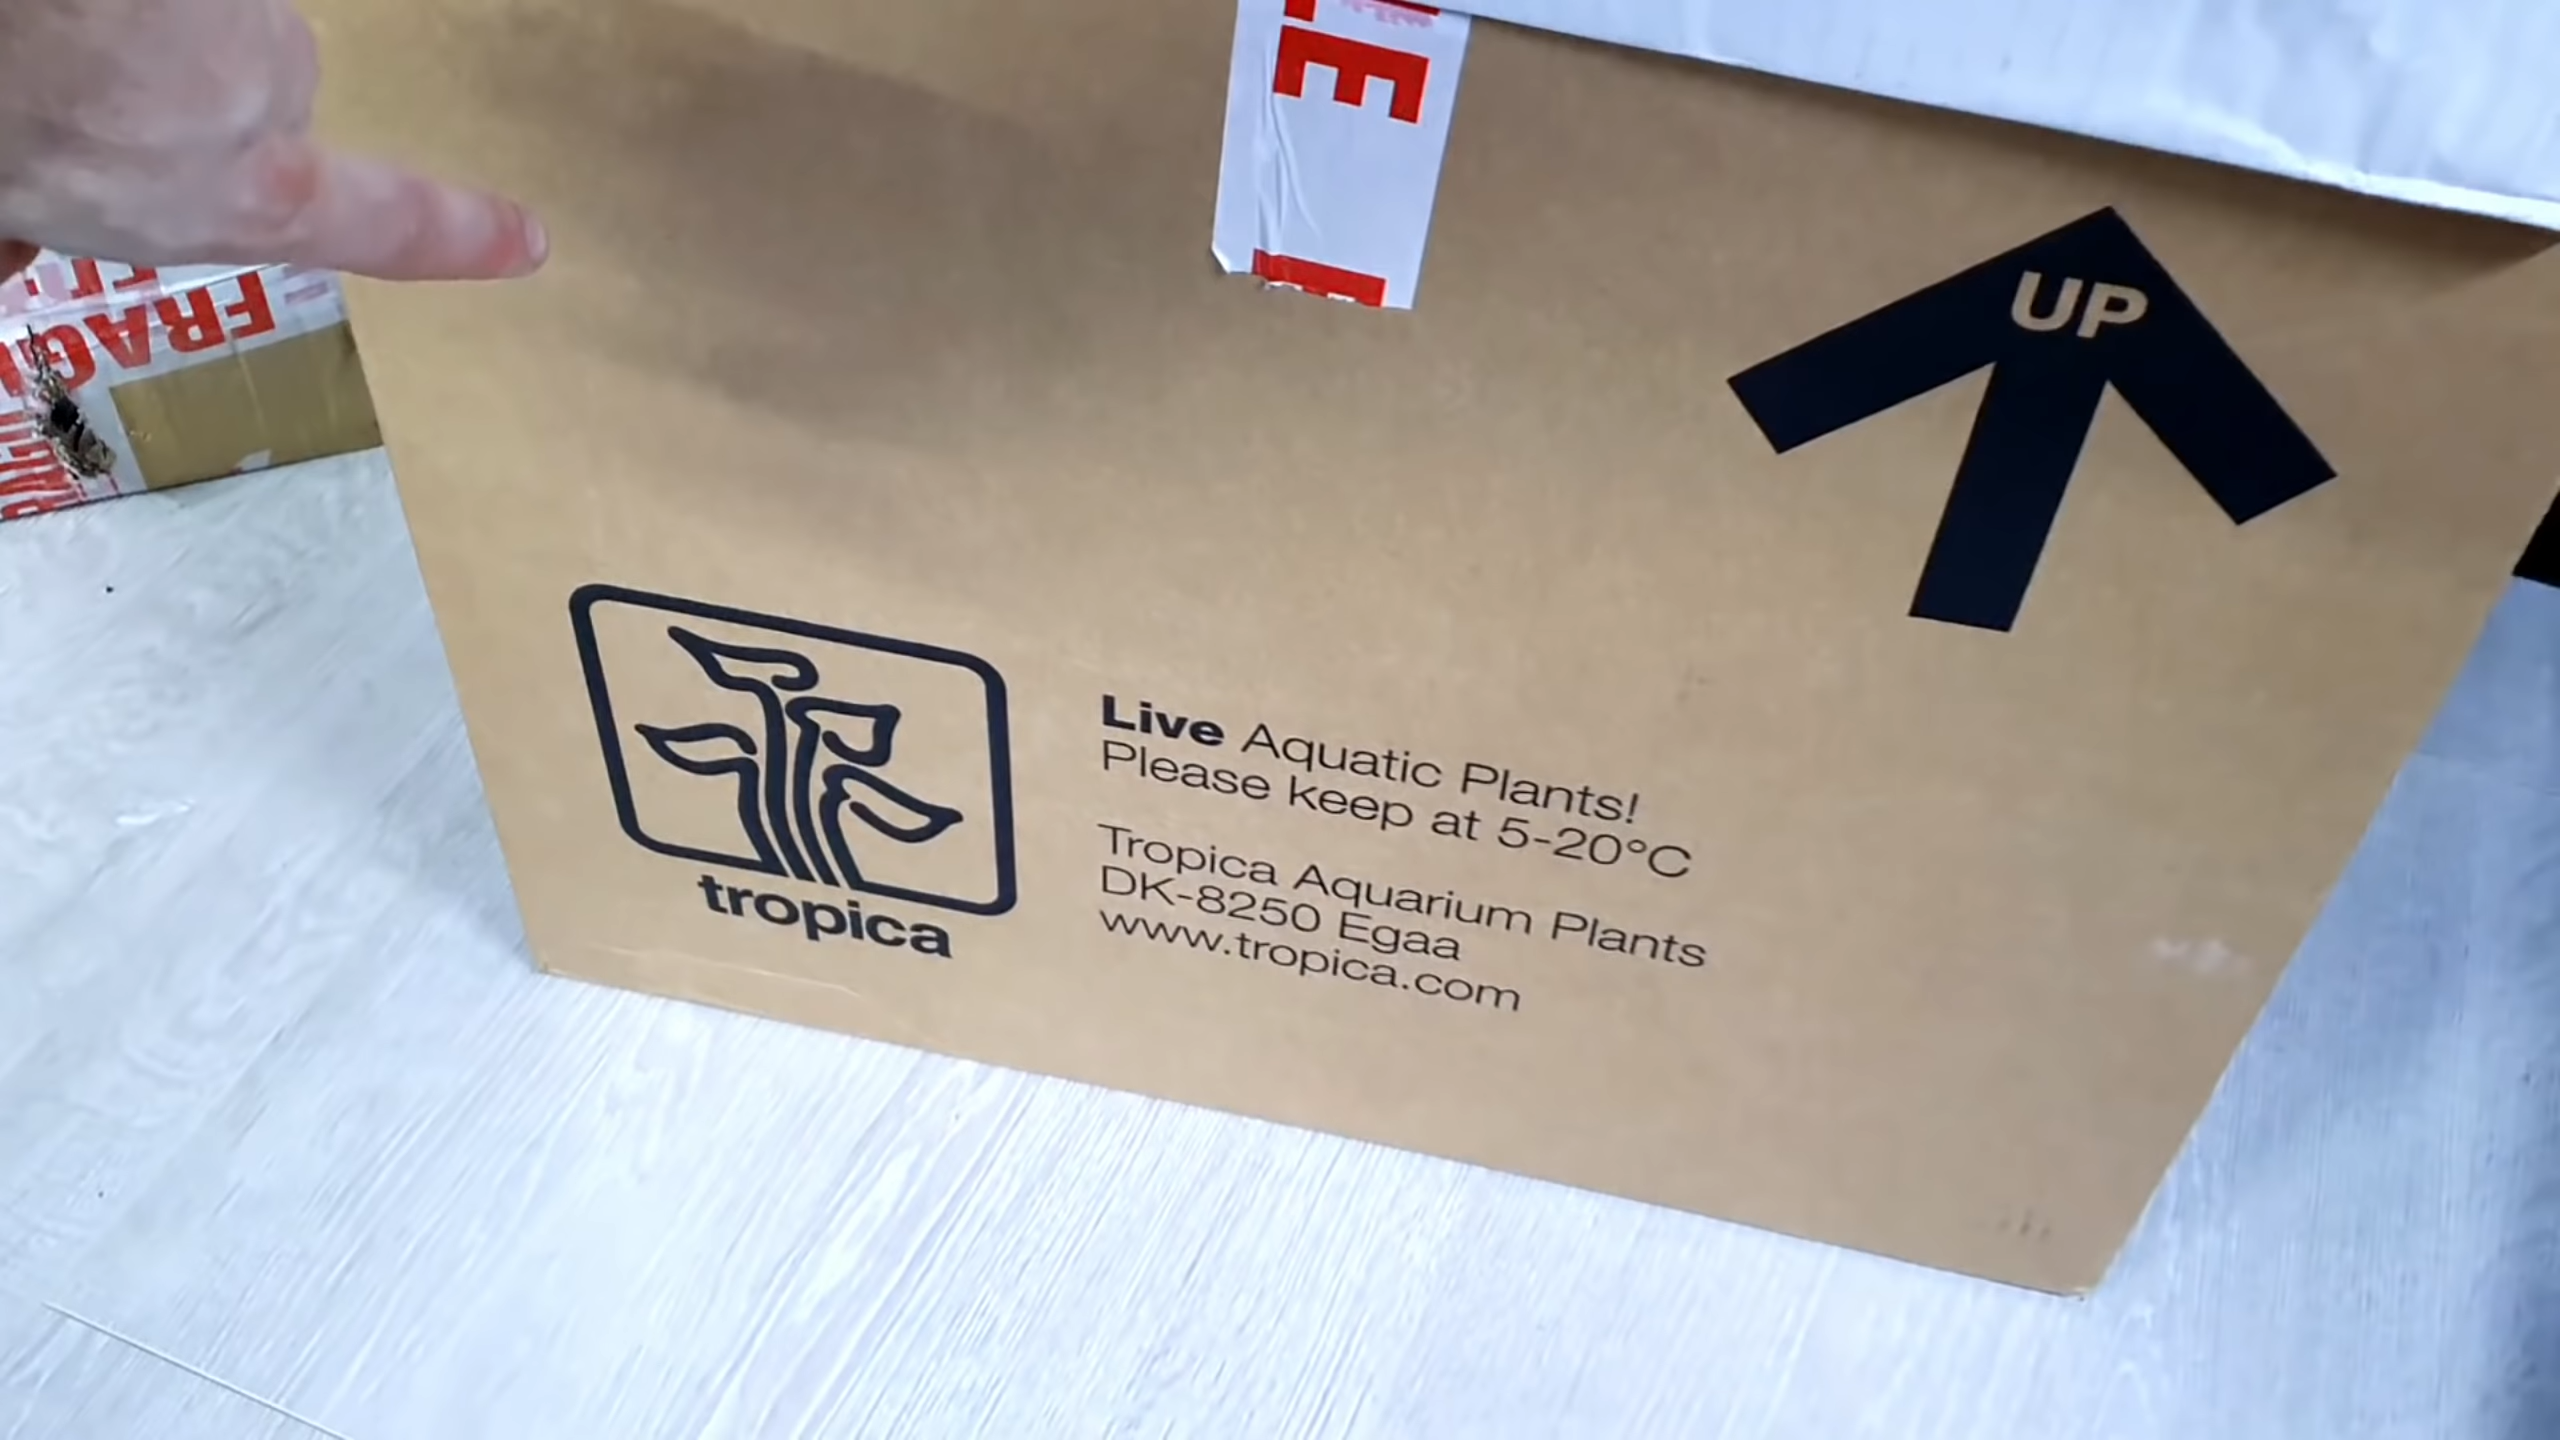 E
UP
FRAGI
Live Aquatic Plants!
Please keep at 5-20°C
Tropica Aquarium Plants
DK-8250 Egaa
www.tropica.com
tropica